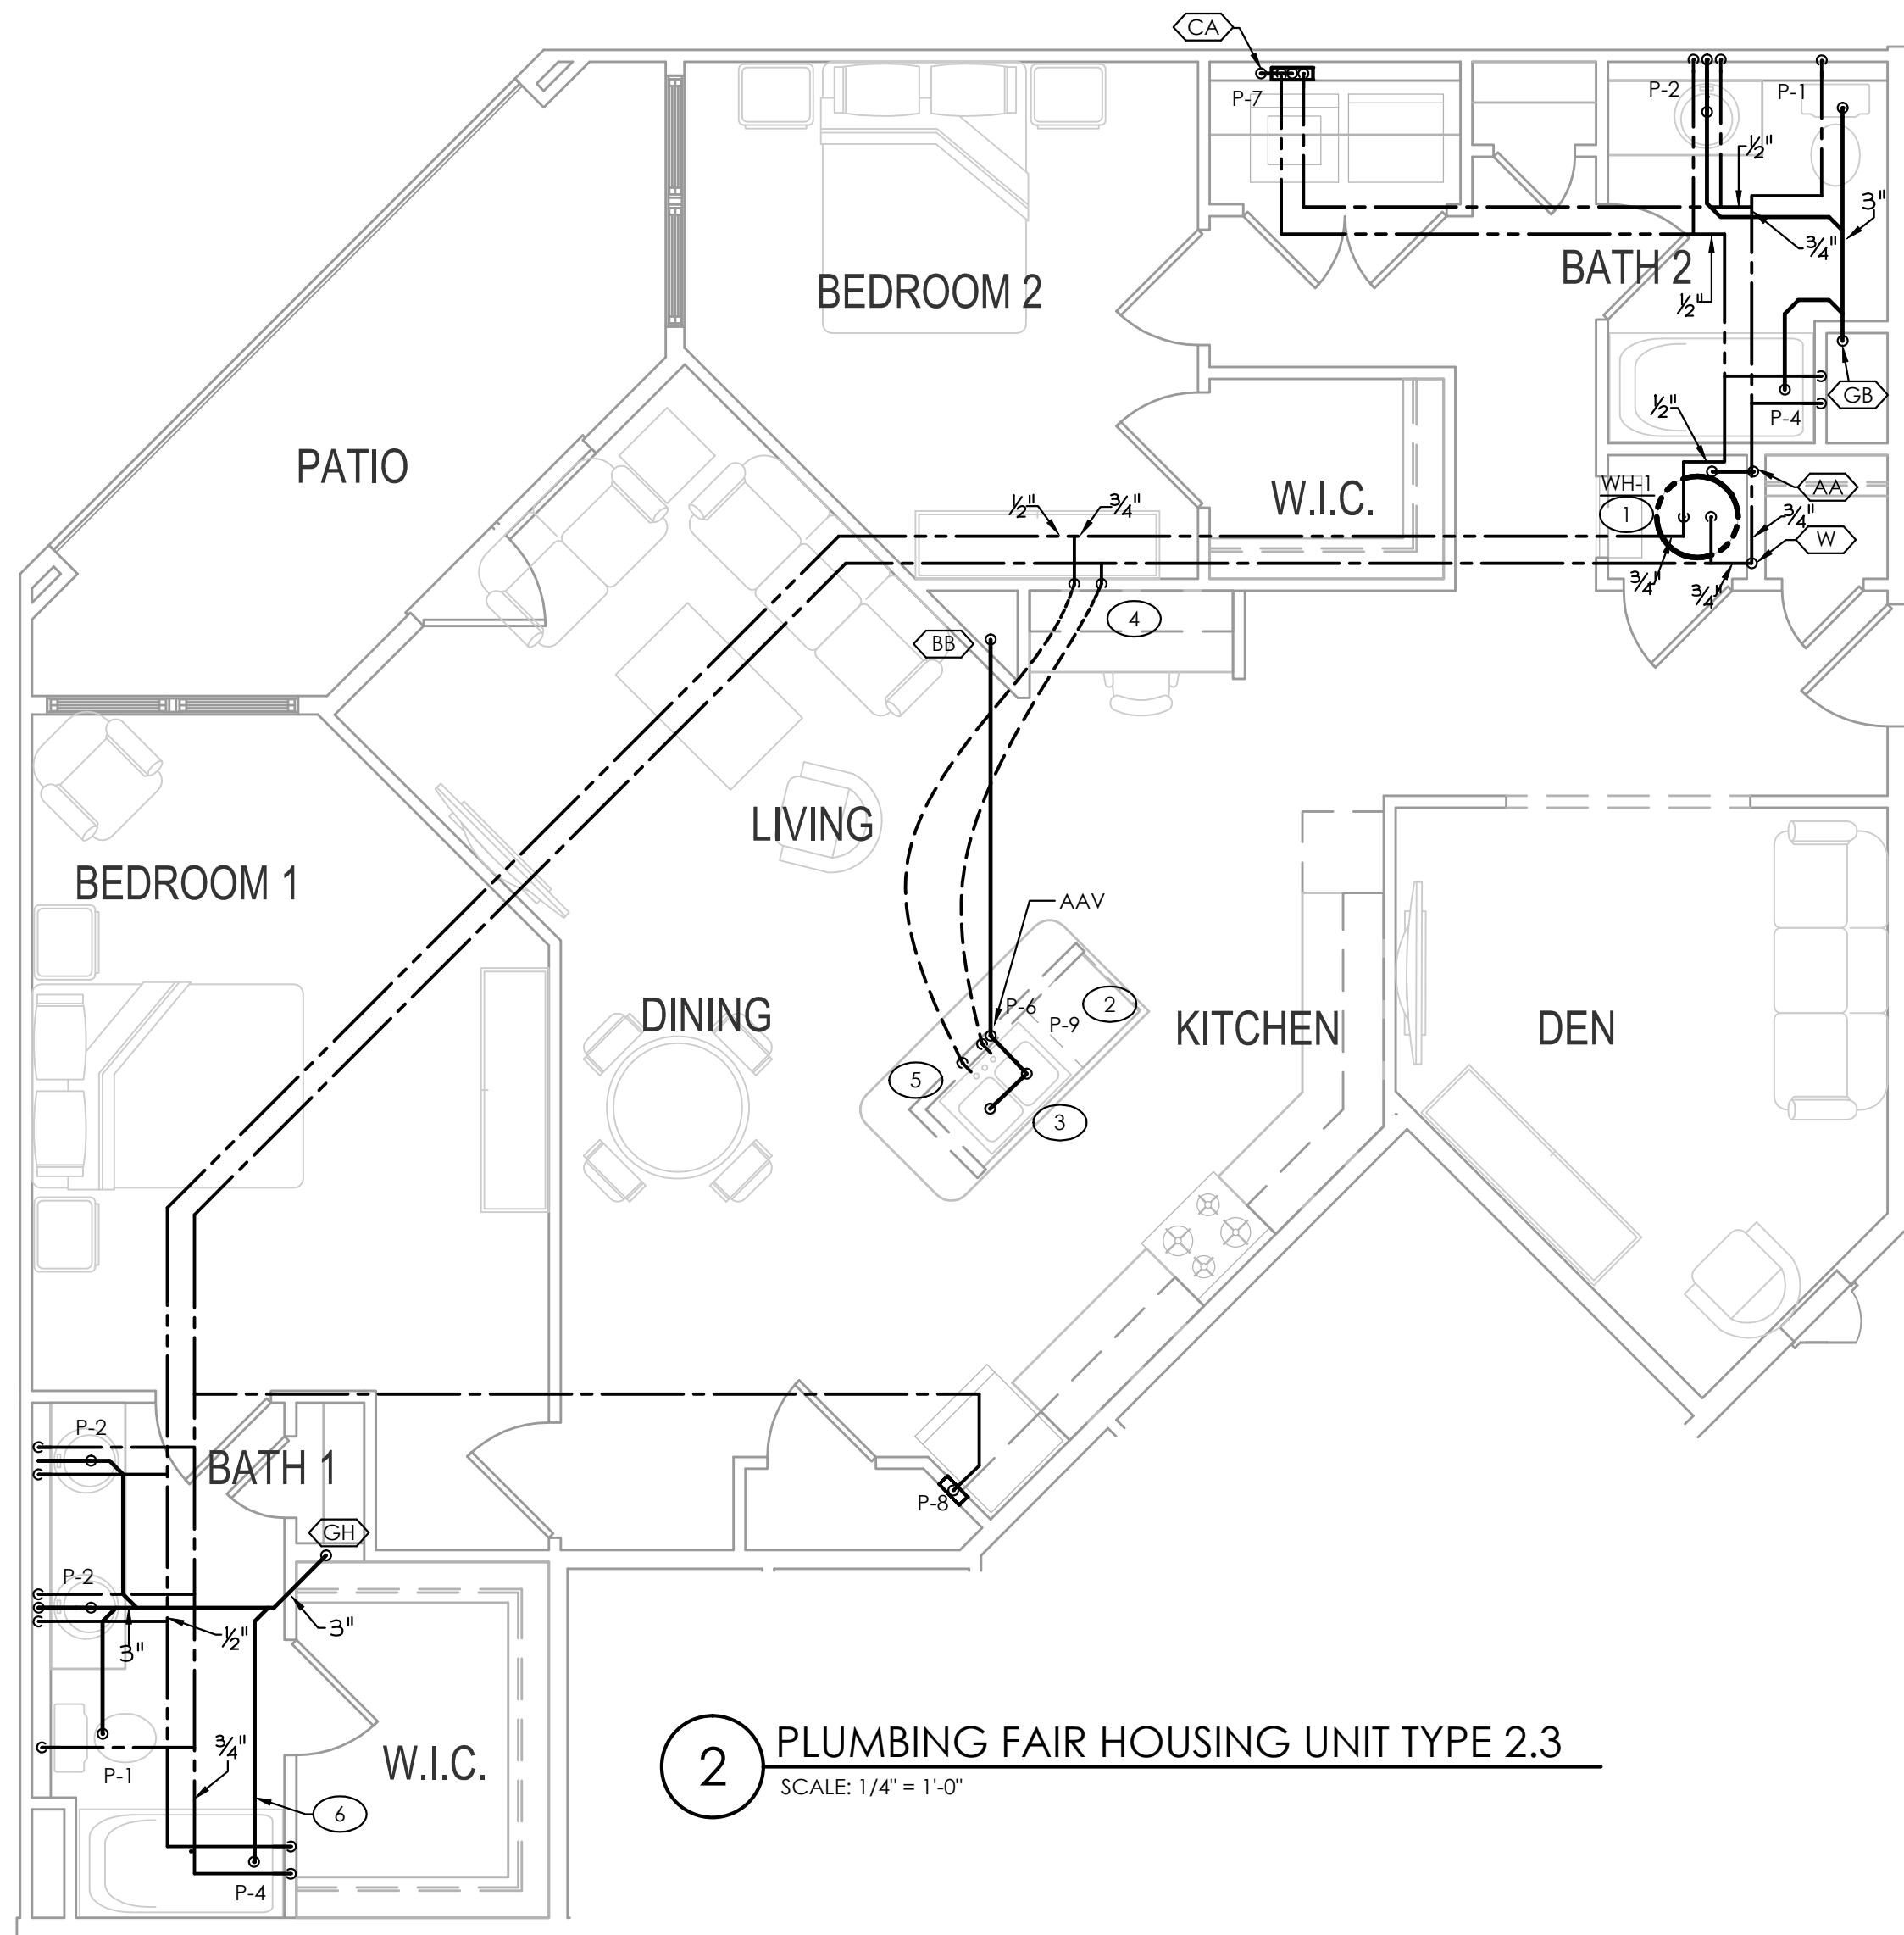 CA
P-7
P-2
P-1
½"
3"
¾"
BEDROOM 2
BATH 2
½"
GB
P-4
½"
PATIO
W.I.C.
WH-1
1
AA
½"
¾"
¾"
W
¾"
¾"
4
BB
LIVING
BEDROOM 1
AAV
DINING
P-6
2
P-9
KITCHEN
DEN
5
3
P-2
BATH 1
P-8
GH
P-2
3"
½"
3"
¾"
P-1
W.I.C.
6
P-4
2
PLUMBING FAIR HOUSING UNIT TYPE 2.3
SCALE: 1/4" = 1'-0"